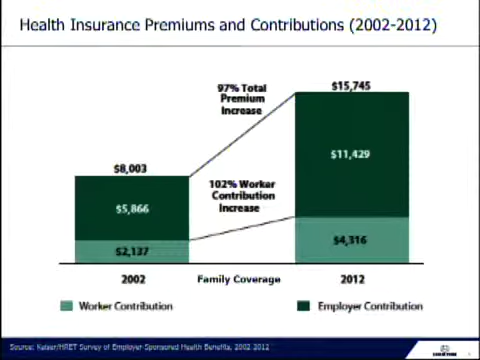 Health Insurance Premiums and Contributions (2002-2012)
97% Total
Premium
Increase
$15,745
$8,003
$11,429
$5,866
102% Worker
Contribution
Increase
$2,137
$4,316
2002
Family Coverage
2012
Worker Contribution
Employer Contribution
Source: Kaiser/HRET Survey of Employer-Sponsored Health Benefits, 2002 2012